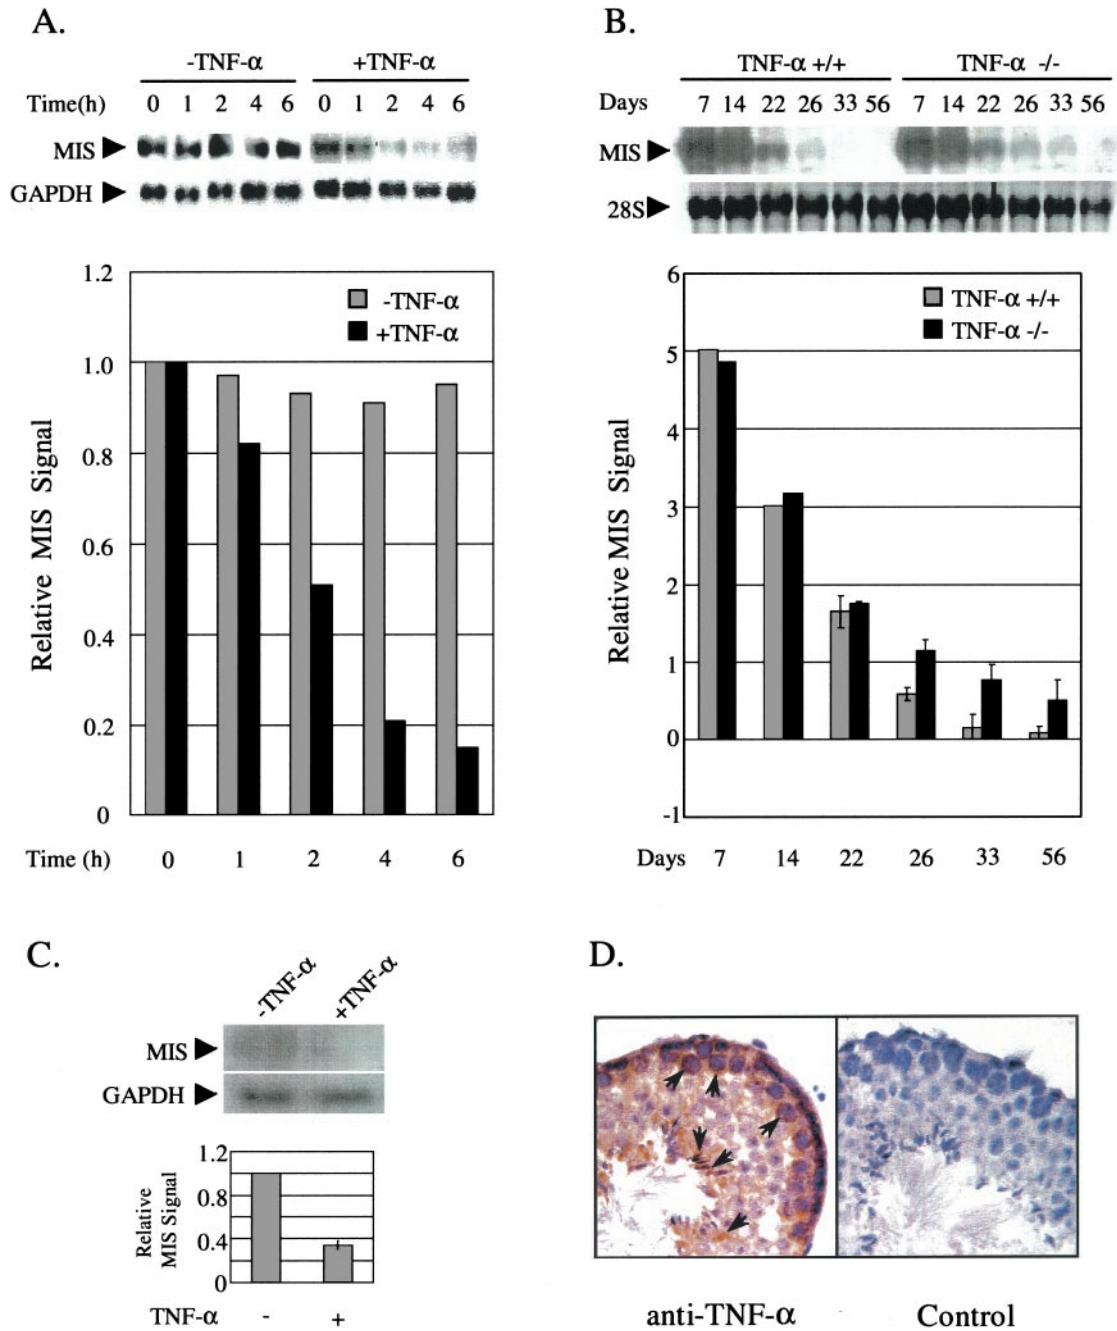 A.
-TNF-α +TNF-α
Time(h) 0 1 2 4 6 0 1 2 4 6
MIS
GAPDH
1.2
1.0
0.8
0.6
0.4
0.2
0
Relative MIS Signal
-TNF-α
+TNF-α
Time (h) 0 1 2 4 6
B.
TNF-α +/+ TNF-α -/-
Days 7 14 22 26 33 56 7 14 22 26 33 56
MIS
28S
6
5
4
3
2
1
0
-1
Relative MIS Signal
TNF-α +/+
TNF-α -/-
Days 7 14 22 26 33 56
C.
-TNF-α +TNF-α
MIS
GAPDH
1.2
0.8
0.4
0
Relative
MIS Signal
TNF-α - +
D.
anti-TNF-α Control